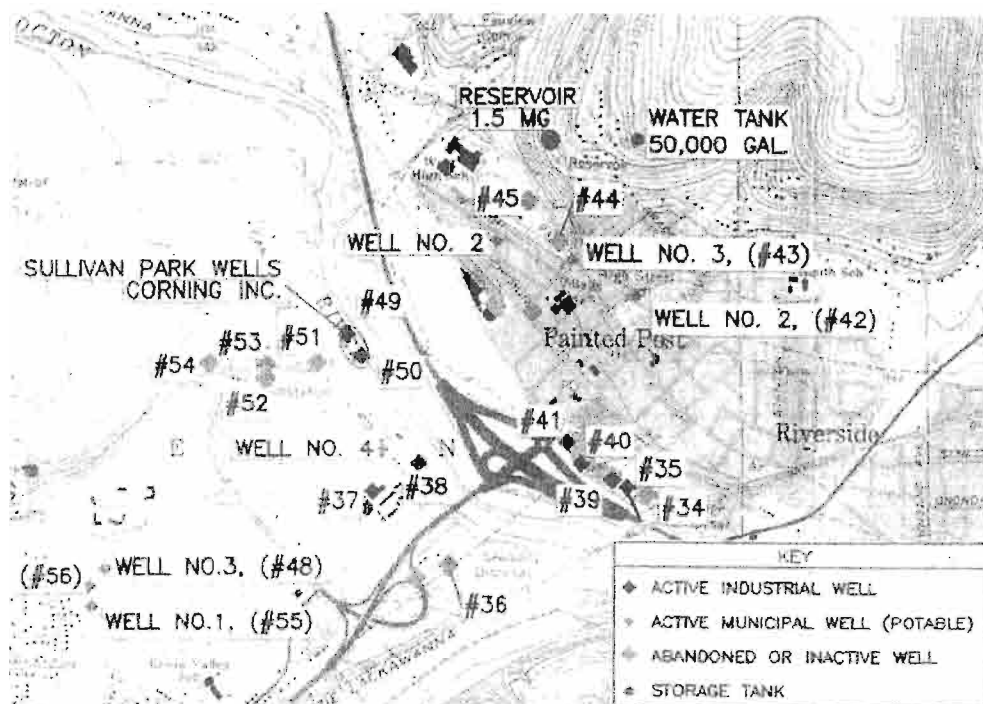 OCTON
RESERVOIR
1.5 MG
WATER TANK
50,000 GAL.
Reservoir
#45
#44
WELL NO. 2
WELL NO. 3, (#43)
SULLIVAN PARK WELLS
CORNING INC.
#49
WELL NO. 2, (#42)
Painted Post
#54
#53
#51
#50
#52
#41
#40
Riverside
E
WELL NO. 4
N
#35
#37
#38
#39
#34
KEY
(#56)
WELL NO.3, (#48)
#36
ACTIVE INDUSTRIAL WELL
WELL NO.1, (#55)
ACTIVE MUNICIPAL WELL (POTABLE)
ABANDONED OR INACTIVE WELL
STORAGE TANK